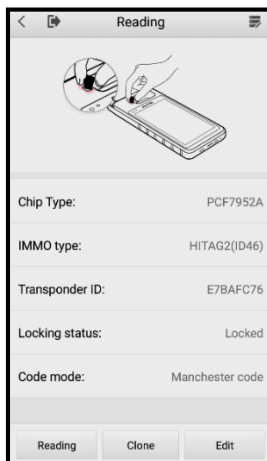 Reading
Chip Type: PCF7952A
IMMO type: HITAG2(ID46)
Transponder ID: E7BAFC76
Locking status: Locked
Code mode: Manchester code
Reading Clone Edit